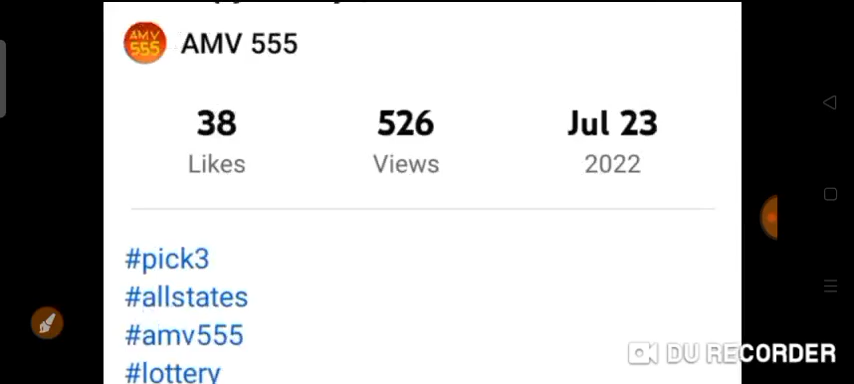 AMV 555
AMV 555
38 526 Jul 23
Likes Views 2022
#pick3
#allstates
#amv555
#lottery
DU RECORDER